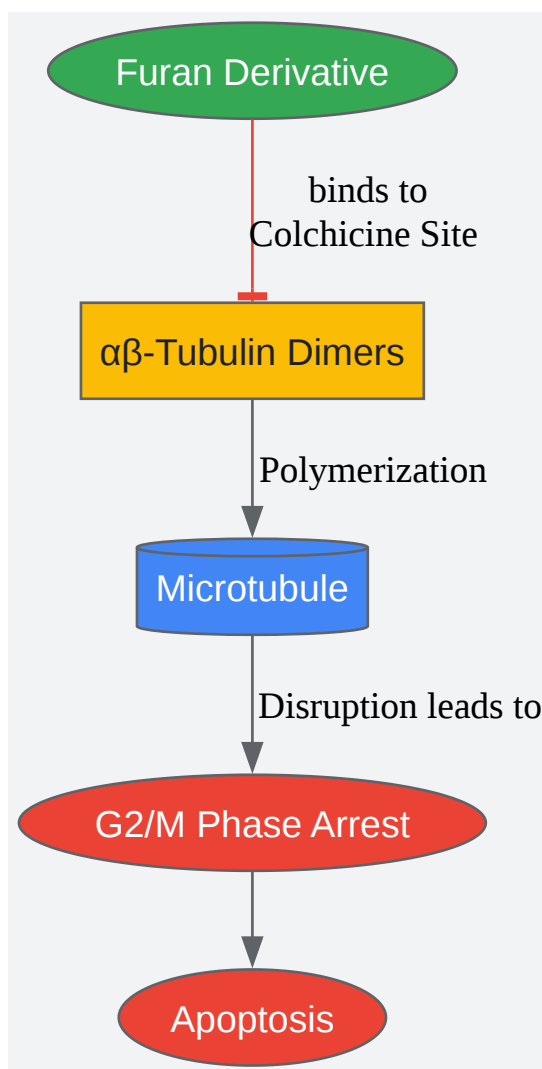 Furan Derivative
binds to
Colchicine Site
αβ-Tubulin Dimers
Polymerization
Microtubule
Disruption leads to
G2/M Phase Arrest
Apoptosis